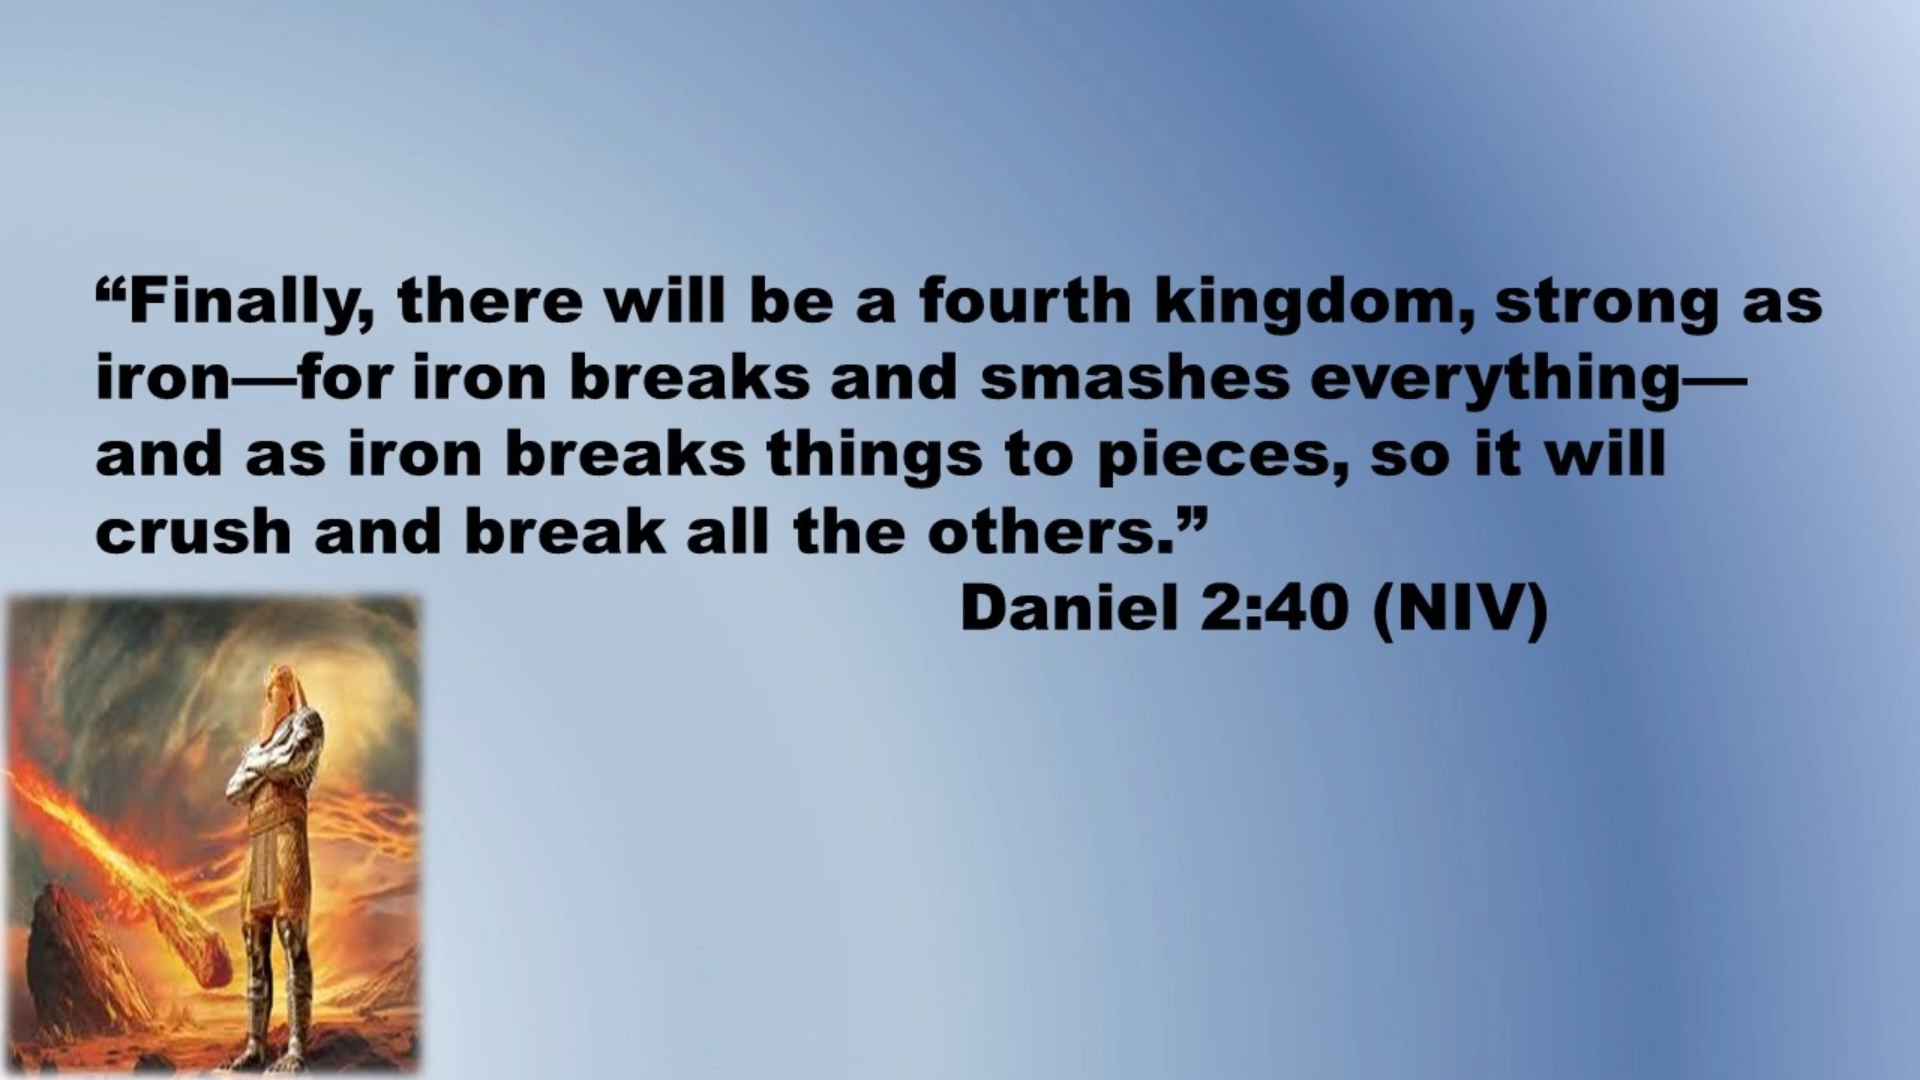 “Finally, there will be a fourth kingdom, strong as
iron—for iron breaks and smashes everything—
and as iron breaks things to pieces, so it will
crush and break all the others.”
Daniel 2:40 (NIV)